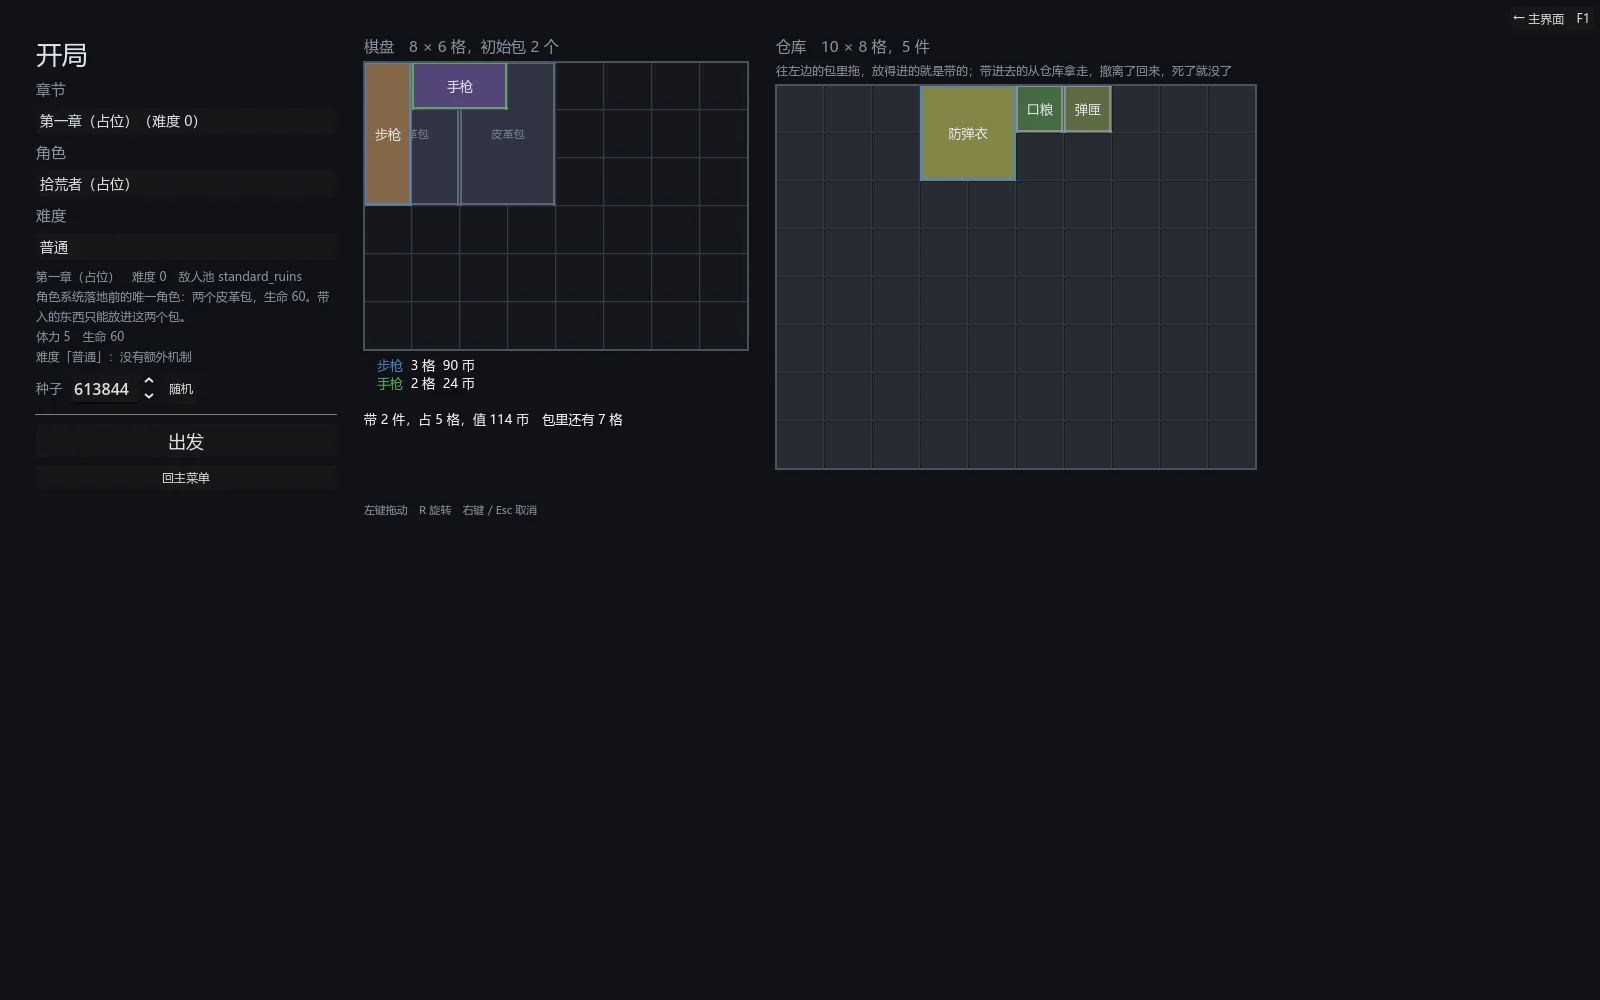 ← 主界面 F1
开局
章节
第一章（占位）（难度 0）
角色
拾荒者（占位）
难度
普通
第一章（占位） 难度 0 敌人池 standard_ruins
角色系统落地前的唯一角色：两个皮革包，生命 60。带
入的东西只能放进这两个包。
体力 5 生命 60
难度「普通」：没有额外机制
种子 613844 随机
出发
回主菜单
棋盘 8 × 6 格，初始包 2 个
手枪
步枪
革包
皮革包
步枪 3 格 90 币
手枪 2 格 24 币
带 2 件，占 5 格，值 114 币 包里还有 7 格
左键拖动 R 旋转 右键 / Esc 取消
仓库 10 × 8 格，5 件
往左边的包里拖，放得进的就是带的；带进去的从仓库拿走，撤离了回来，死了就没了
防弹衣
口粮
弹匣